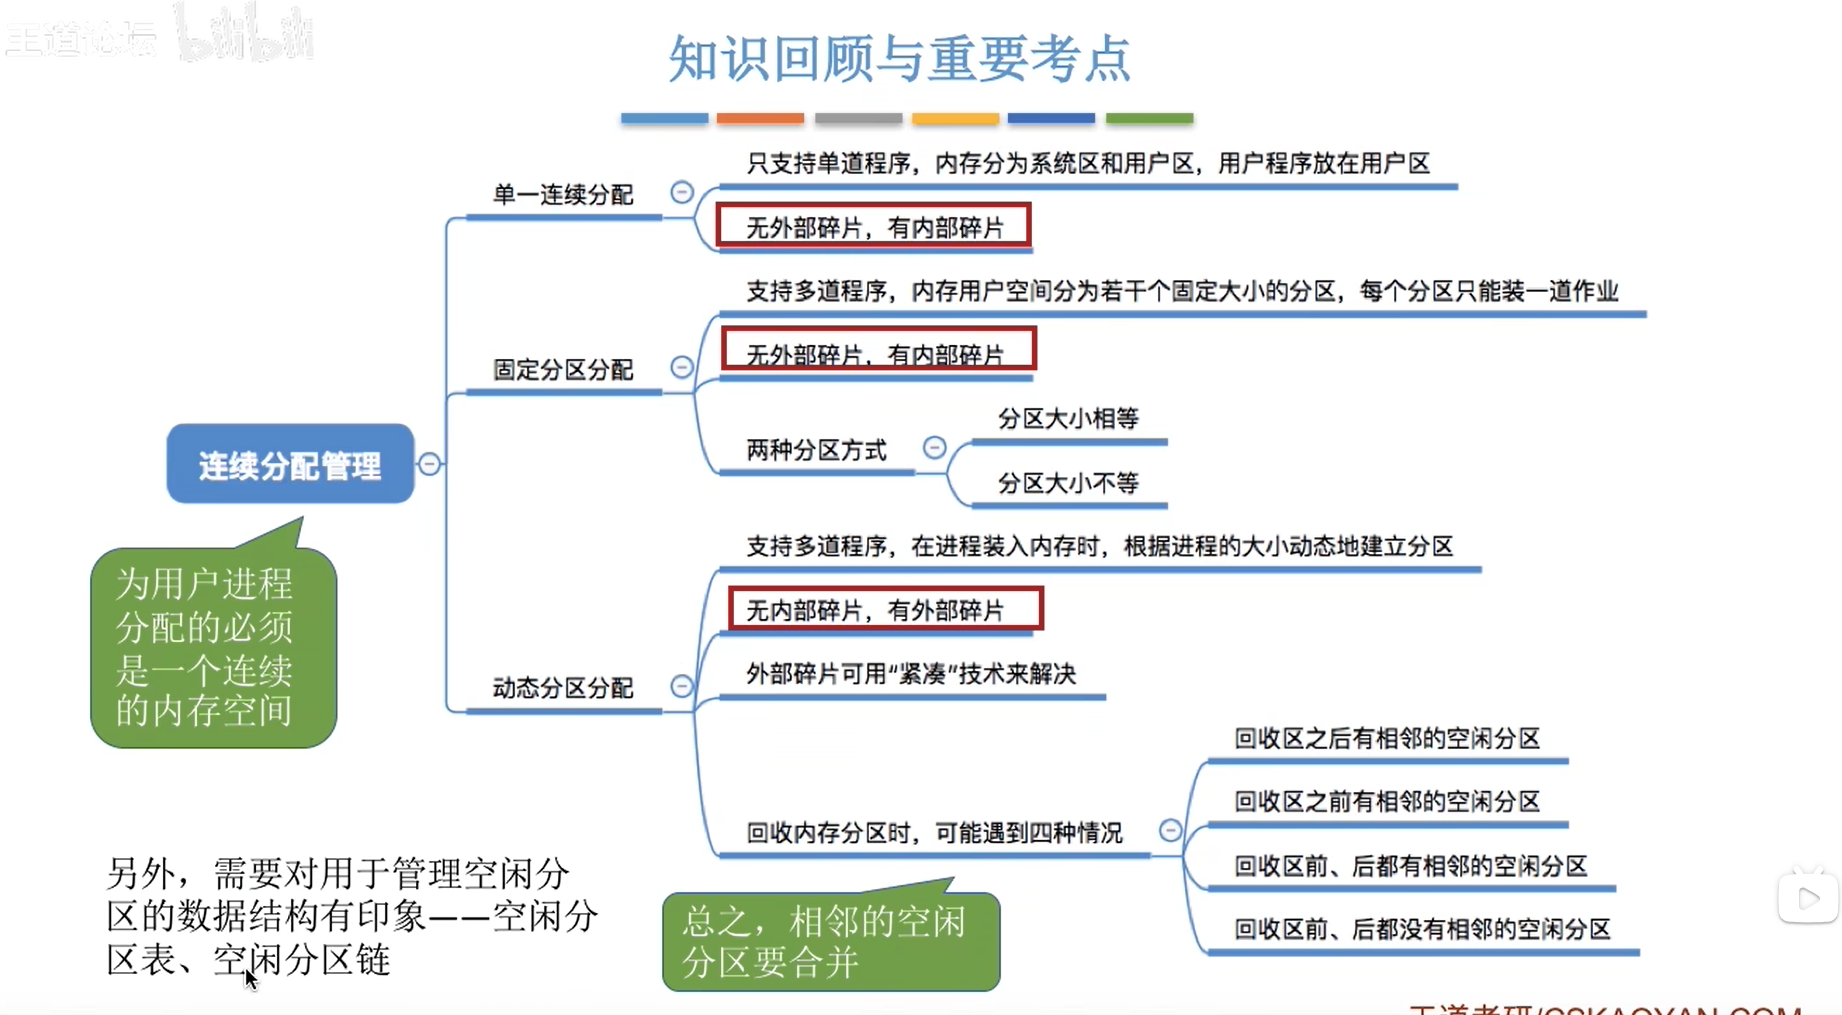 王道论坛 bilibili
知识回顾与重要考点
只支持单道程序，内存分为系统区和用户区，用户程序放在用户区
单一连续分配
无外部碎片，有内部碎片
支持多道程序，内存用户空间分为若干个固定大小的分区，每个分区只能装一道作业
固定分区分配
无外部碎片，有内部碎片
两种分区方式
分区大小相等
分区大小不等
连续分配管理
为用户进程
分配的必须
是一个连续
的内存空间
支持多道程序，在进程装入内存时，根据进程的大小动态地建立分区
无内部碎片，有外部碎片
动态分区分配
外部碎片可用“紧凑”技术来解决
回收内存分区时，可能遇到四种情况
回收区之后有相邻的空闲分区
回收区之前有相邻的空闲分区
回收区前、后都有相邻的空闲分区
回收区前、后都没有相邻的空闲分区
总之，相邻的空闲
分区要合并
另外，需要对用于管理空闲分
区的数据结构有印象——空闲分
区表、空闲分区链
王道考研/CSKAOYAN.COM